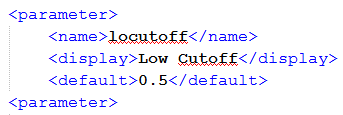 <parameter>
<name>locutoff</name>
<display>Low Cutoff</display>
<default>0.5</default>
<parameter>